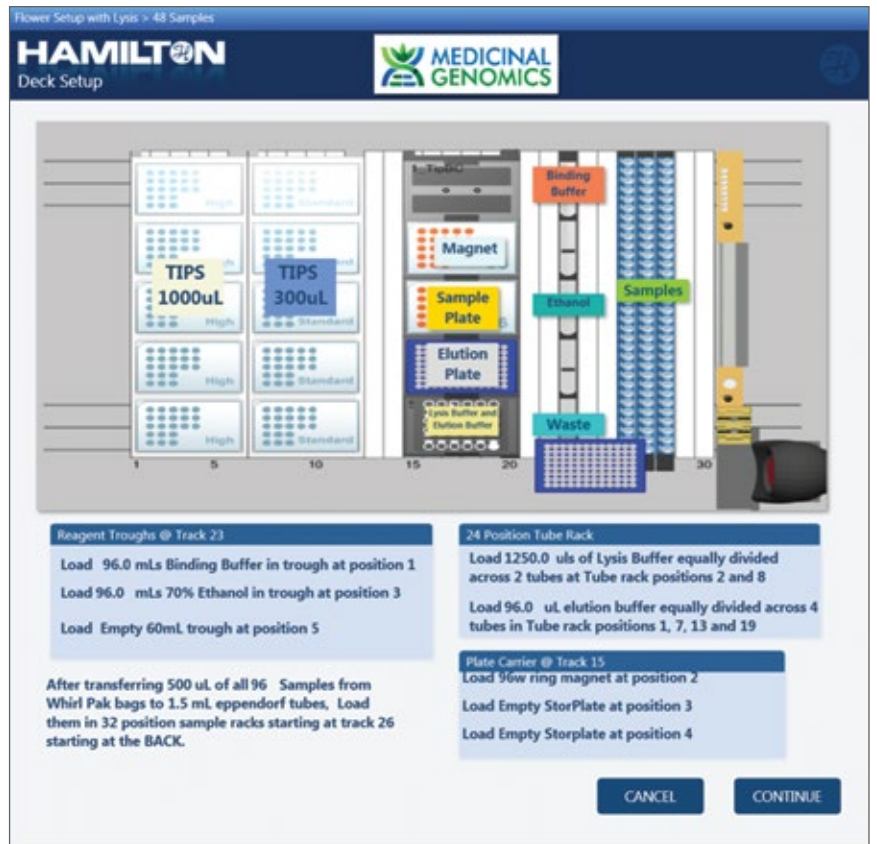 Flower Setup with Lysis > 48 Samples
HAMILTON
Deck Setup
MEDICINAL
GENOMICS
1_TipBC
Binding
Buffer
High
Magnet
TIPS
1000uL
TIPS
300uL
Samples
Sample
Plate
Ethanol
High
Standard
Elution
Plate
High
Standard
Lysis Buffer and
Elution Buffer
Waste
High
Standard
1
5
10
15
20
30
Reagent Troughs @ Track 23
Load 96.0 mLs Binding Buffer in trough at position 1
Load 96.0 mLs 70% Ethanol in trough at position 3
Load Empty 60mL trough at position 5
24 Position Tube Rack
Load 1250.0 uls of Lysis Buffer equally divided
across 2 tubes at Tube rack positions 2 and 8
Load 96.0 uL elution buffer equally divided across 4
tubes in Tube rack positions 1, 7, 13 and 19
After transferring 500 uL of all 96 Samples from
Whirl Pak bags to 1.5 mL eppendorf tubes, Load
them in 32 position sample racks starting at track 26
starting at the BACK.
Plate Carrier @ Track 15
Load 96w ring magnet at position 2
Load Empty StorPlate at position 3
Load Empty Storplate at position 4
CANCEL
CONTINUE